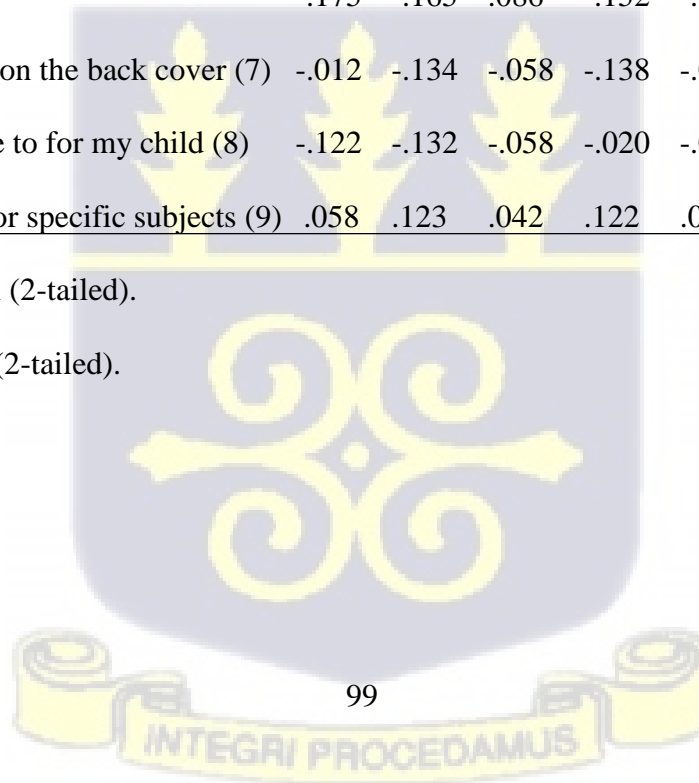 on the back cover (7) -.012 -.134 -.058 -.138
to for my child (8) -.122 -.132 -.058 -.020
specific subjects (9) .058 .123 .042 .122
(2-tailed).
(2-tailed).
99
INTEGRI PROCEDAMUS